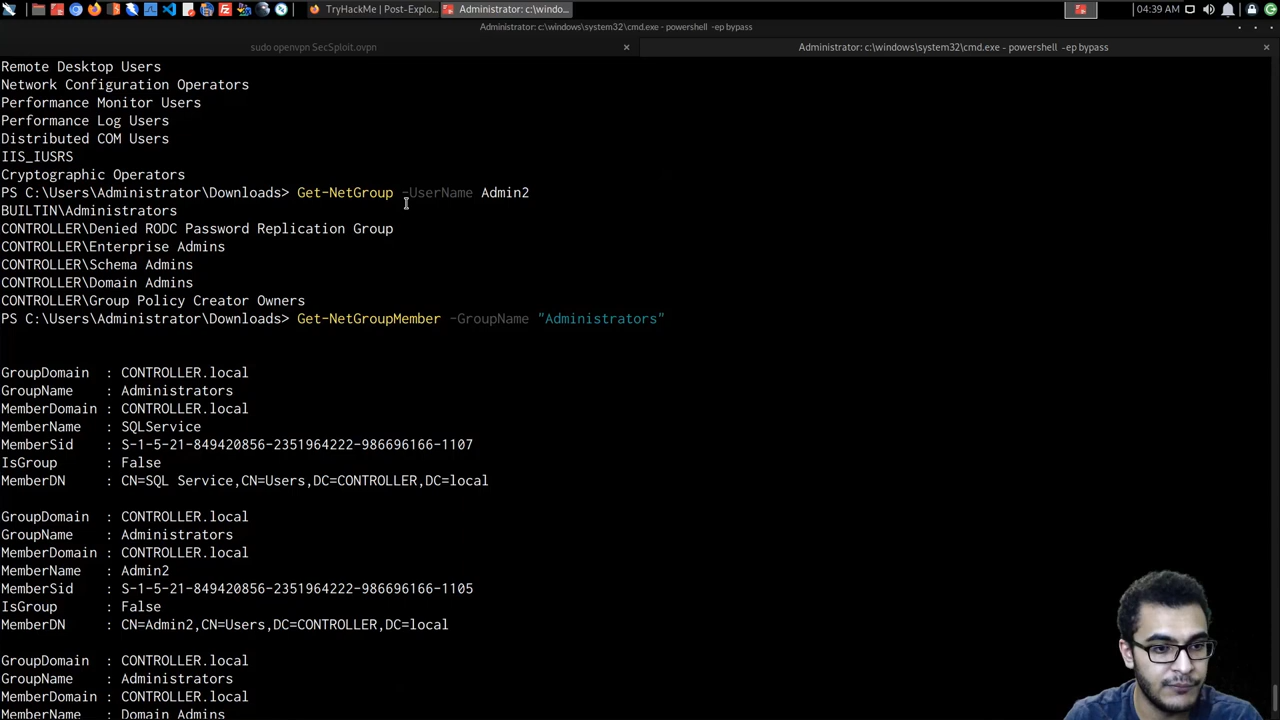 TryHackMe | Post-Explo...
Administrator: c:\windo...
04:39 AM
Administrator: c:\windows\system32\cmd.exe - powershell -ep bypass
sudo openvpn SecSploit.ovpn
Administrator: c:\windows\system32\cmd.exe - powershell -ep bypass
Remote Desktop Users
Network Configuration Operators
Performance Monitor Users
Performance Log Users
Distributed COM Users
IIS_IUSRS
Cryptographic Operators
PS C:\Users\Administrator\Downloads> Get-NetGroup -UserName Admin2
BUILTIN\Administrators
CONTROLLER\Denied RODC Password Replication Group
CONTROLLER\Enterprise Admins
CONTROLLER\Schema Admins
CONTROLLER\Domain Admins
CONTROLLER\Group Policy Creator Owners
PS C:\Users\Administrator\Downloads> Get-NetGroupMember -GroupName "Administrators"
GroupDomain  : CONTROLLER.local
GroupName    : Administrators
MemberDomain : CONTROLLER.local
MemberName   : SQLService
MemberSid    : S-1-5-21-849420856-2351964222-986696166-1107
IsGroup      : False
MemberDN     : CN=SQL Service,CN=Users,DC=CONTROLLER,DC=local
GroupDomain  : CONTROLLER.local
GroupName    : Administrators
MemberDomain : CONTROLLER.local
MemberName   : Admin2
MemberSid    : S-1-5-21-849420856-2351964222-986696166-1105
IsGroup      : False
MemberDN     : CN=Admin2,CN=Users,DC=CONTROLLER,DC=local
GroupDomain  : CONTROLLER.local
GroupName    : Administrators
MemberDomain : CONTROLLER.local
MemberName   : Domain Admins